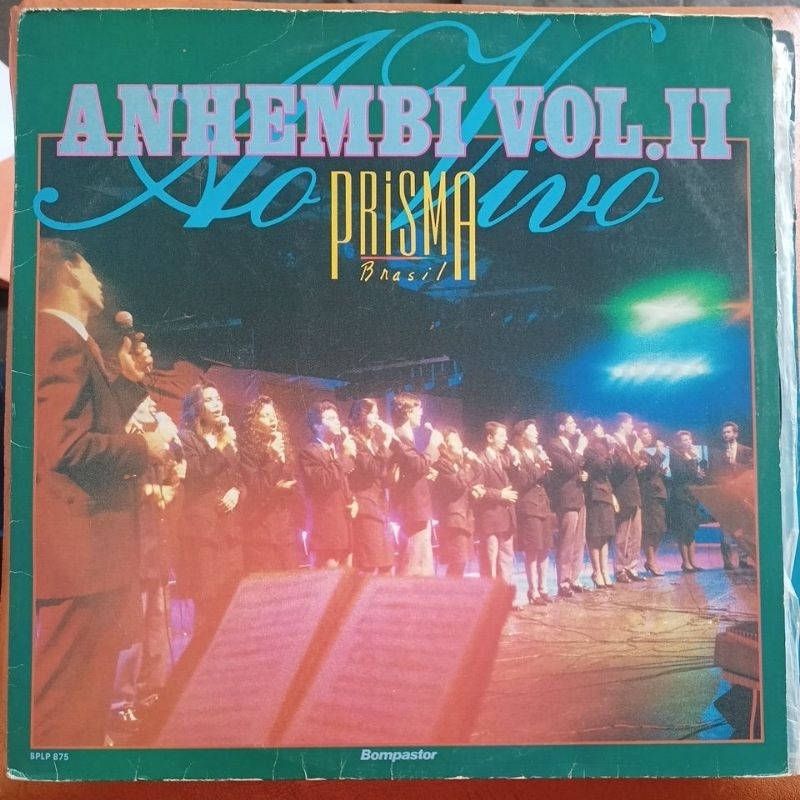 ANHEMBI VOL.II
Ao Vivo
PRiSMA
Brasil
BPLP 875
Bompastor